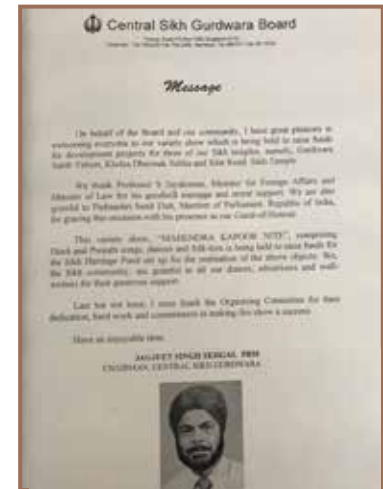 Central Sikh Gurdwara Board
Message
On behalf of the Board and our community, I have great pleasure in
welcoming everyone to our variety show which is being held to raise funds
for development projects for three of our Sikh temples, namely, Gurdwara
Sahib Yishun, Khalsa Dharmak Sabha and Silat Road Sikh Temple.
We thank Professor S Jayakumar, Minister for Foreign Affairs and
Minister of Law for his goodwill message and moral support. We are also
grateful to Sunil Dutt, Member of Parliament, Republic of India,
for gracing this occasion with his presence as our Guest-of-Honour.
This variety show, "MAHENDRA KAPOOR NITE", comprising
Hindi and Punjabi songs, dances and is being held to raise funds for
the Sikh Heritage Fund set up for the realisation of the above objects. We,
the Sikh community, are grateful to all our donors, advertisers and well-
wishers for their generous support.
Last but not least, I must thank the Organising Committee for their
dedication, hard work and commitment in making this show a success.
Have an enjoyable time.
JAGJEET SINGH SEHGAL PBM
CHAIRMAN, CENTRAL SIKH GURDWARA